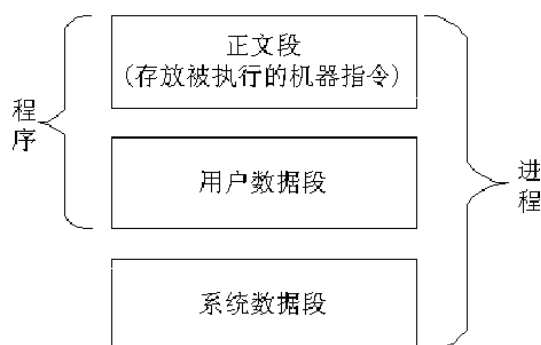 正文段
(存放被执行的机器指令)
程序
用户数据段
进程
系统数据段